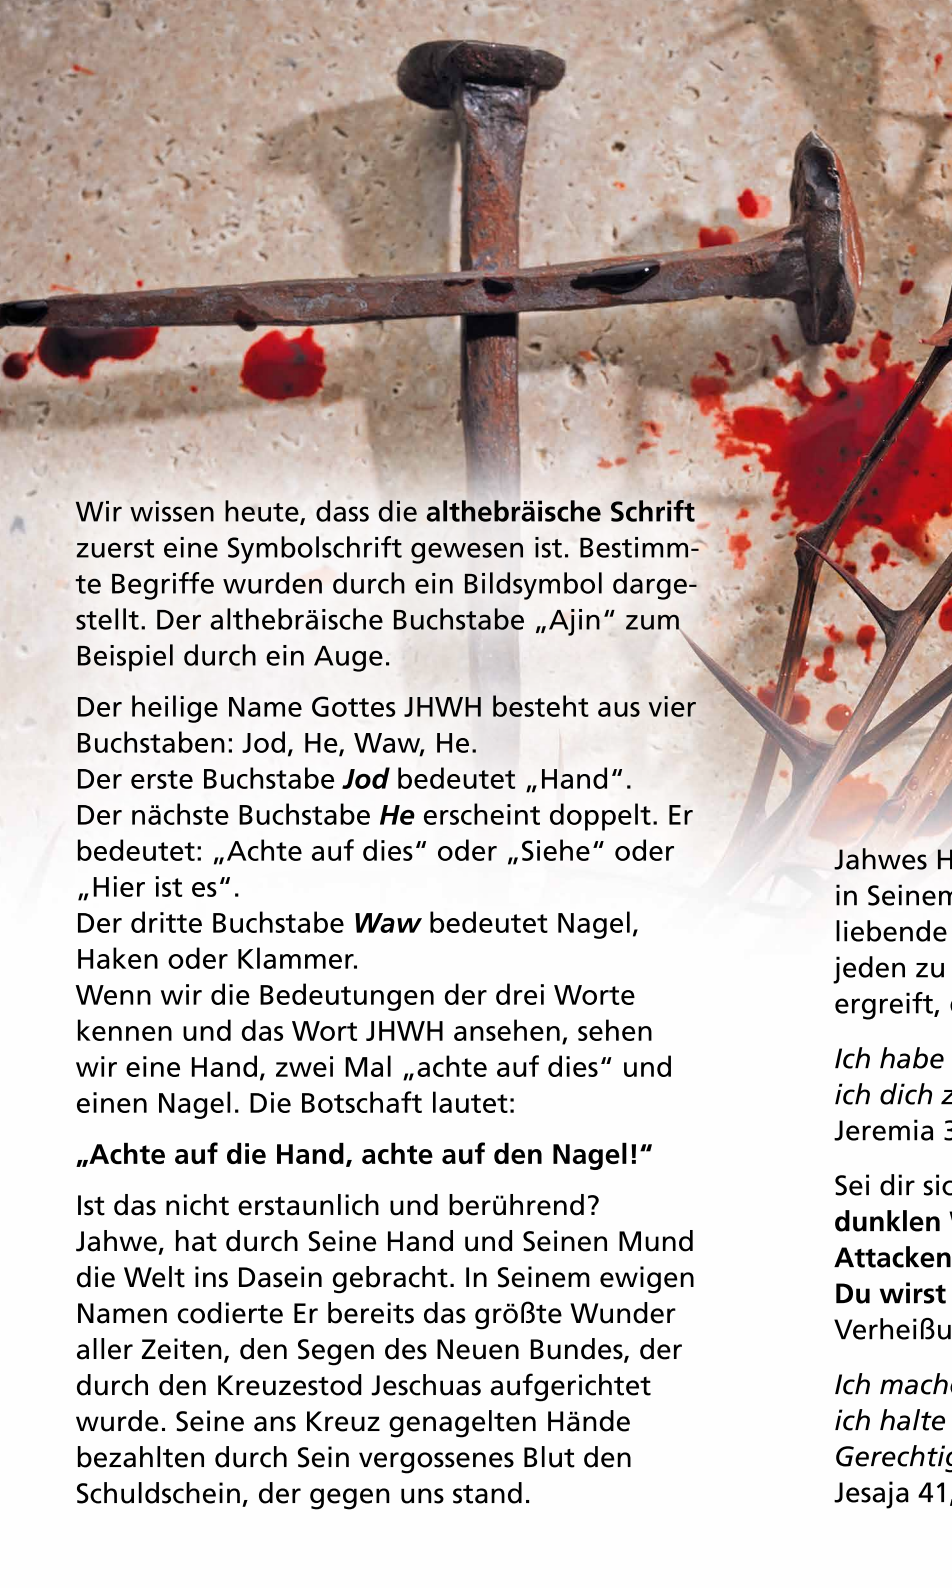 Wir wissen heute, dass die althebräische Schrift
zuerst eine Symbolschrift gewesen ist. Bestimm-
te Begriffe wurden durch ein Bildsymbol darge-
stellt. Der althebräische Buchstabe „Ajin“ zum
Beispiel durch ein Auge.
Der heilige Name Gottes JHWH besteht aus vier
Buchstaben: Jod, He, Waw, He.
Der erste Buchstabe Jod bedeutet „Hand“.
Der nächste Buchstabe He erscheint doppelt. Er
bedeutet: „Achte auf dies“ oder „Siehe“ oder
„Hier ist es“.
Der dritte Buchstabe Waw bedeutet Nagel,
Haken oder Klammer.
Wenn wir die Bedeutungen der drei Worte
kennen und das Wort JHWH ansehen, sehen
wir eine Hand, zwei Mal „achte auf dies“ und
einen Nagel. Die Botschaft lautet:
„Achte auf die Hand, achte auf den Nagel!“
Ist das nicht erstaunlich und berührend?
Jahwe, hat durch Seine Hand und Seinen Mund
die Welt ins Dasein gebracht. In Seinem ewigen
Namen codierte Er bereits das größte Wunder
aller Zeiten, den Segen des Neuen Bundes, der
durch den Kreuzestod Jeschuas aufgerichtet
wurde. Seine ans Kreuz genagelten Hände
bezahlten durch Sein vergossenes Blut den
Schuldschein, der gegen uns stand.
Jahwes H
in Seinem
liebende
jeden zu
ergreift,
Ich habe
ich dich z
Jeremia 3
Sei dir sic
dunklen
Attacken
Du wirst
Verheißu
Ich mache
ich halte
Gerechtig
Jesaja 41,